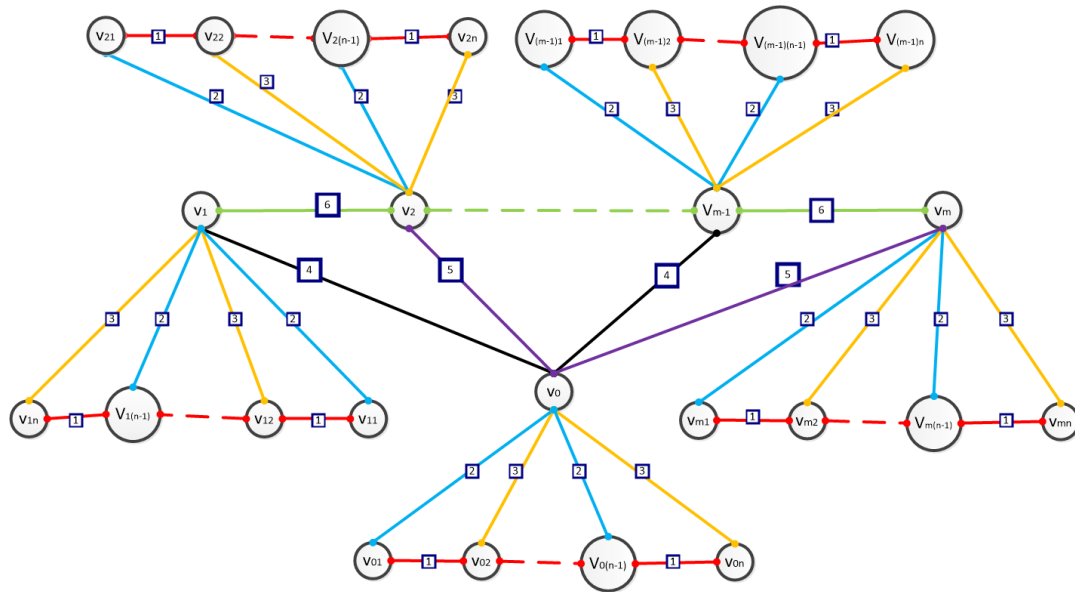 v21 1 v22 V2(n-1) 1 v2n V(m-1)1 1 V(m-1)2 V(m-1)(n-1) 1 V(m-1)n
2 3 2 3 2 3 2 3
v1 6 v2 Vm-1 6 vm
4 5 4 5
3 2 3 2 2 3 2 3
v0
v1n 1 V1(n-1) v12 1 v11 vm1 1 vm2 Vm(n-1) 1 vmn
2 3 2 3
v01 1 v02 V0(n-1) 1 v0n